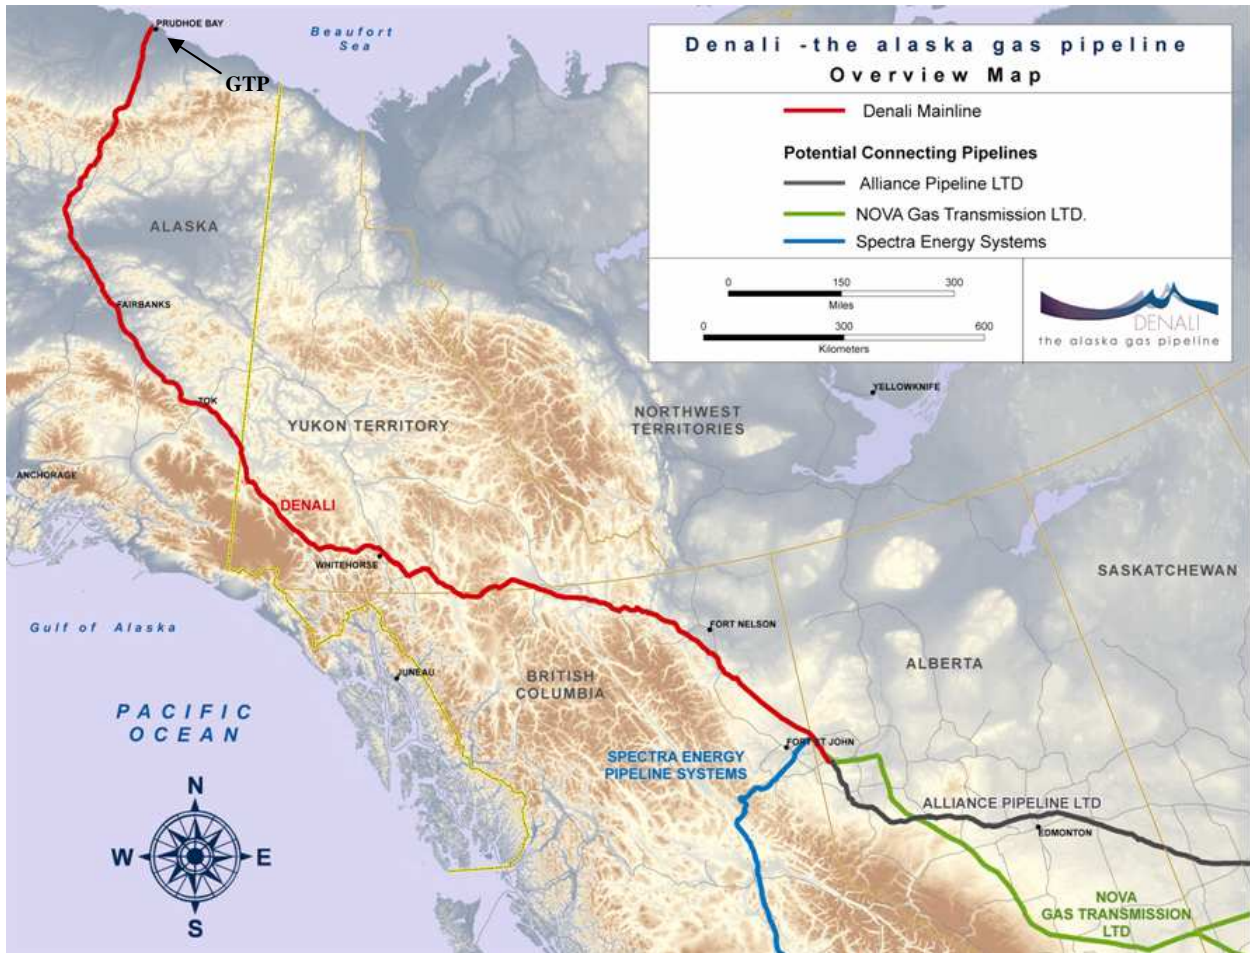 PRUDHOE BAY
Beaufort
Sea
GTP
Denali -the alaska gas pipeline
Overview Map
Denali Mainline
Potential Connecting Pipelines
Alliance Pipeline LTD
NOVA Gas Transmission LTD.
Spectra Energy Systems
0 150 300
Miles
0 300 600
Kilometers
DENALI
the alaska gas pipeline
ALASKA
FAIRBANKS
TOK
YUKON TERRITORY
NORTHWEST
TERRITORIES
YELLOWKNIFE
ANCHORAGE
DENALI
WHITEHORSE
SASKATCHEWAN
Gulf of Alaska
FORT NELSON
ALBERTA
JUNEAU
BRITISH
COLUMBIA
PACIFIC
OCEAN
FORT ST JOHN
SPECTRA ENERGY
PIPELINE SYSTEMS
ALLIANCE PIPELINE LTD
EDMONTON
N
W E
S
NOVA
GAS TRANSMISSION
LTD